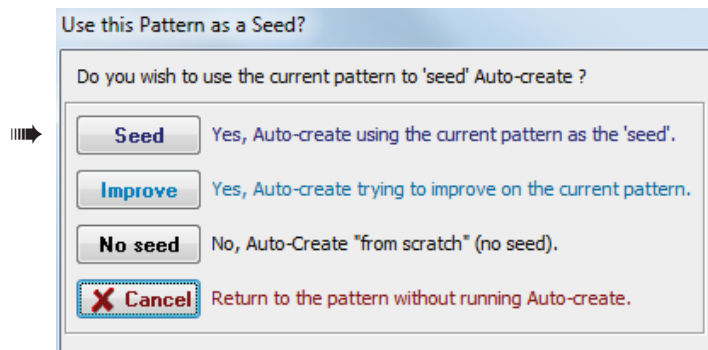 Use this Pattern as a Seed?
Do you wish to use the current pattern to 'seed' Auto-create ?
Seed Yes, Auto-create using the current pattern as the 'seed'.
Improve Yes, Auto-create trying to improve on the current pattern.
No seed No, Auto-Create "from scratch" (no seed).
Cancel Return to the pattern without running Auto-create.